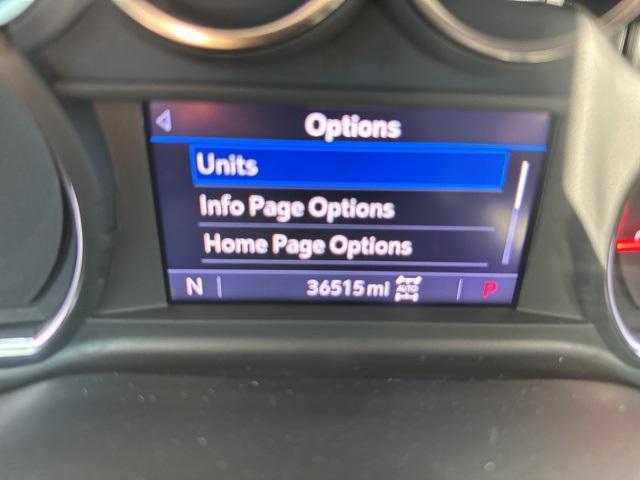 Options
Units
Info Page Options
Home Page Options
N 36515 mi AUTO P